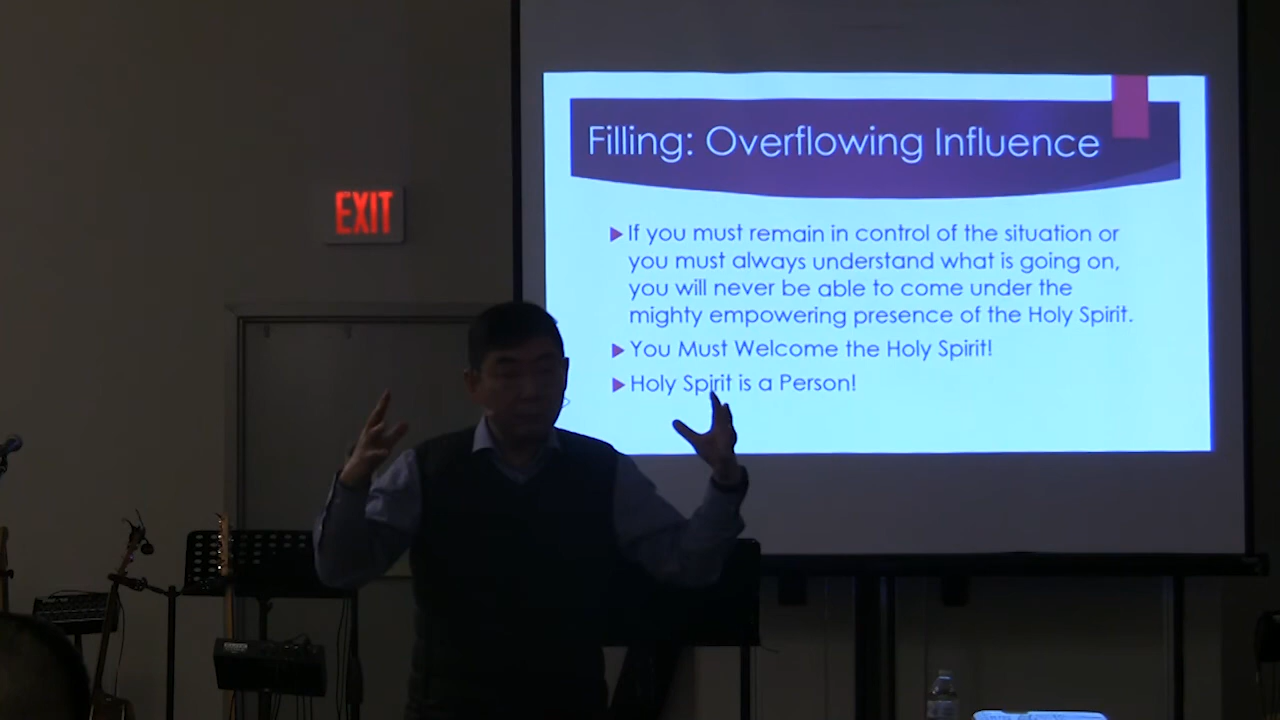 EXIT
Filling: Overflowing Influence
If you must remain in control of the situation or
you must always understand what is going on,
you will never be able to come under the
mighty empowering presence of the Holy Spirit.
You Must Welcome the Holy Spirit!
Holy Spirit is a Person!